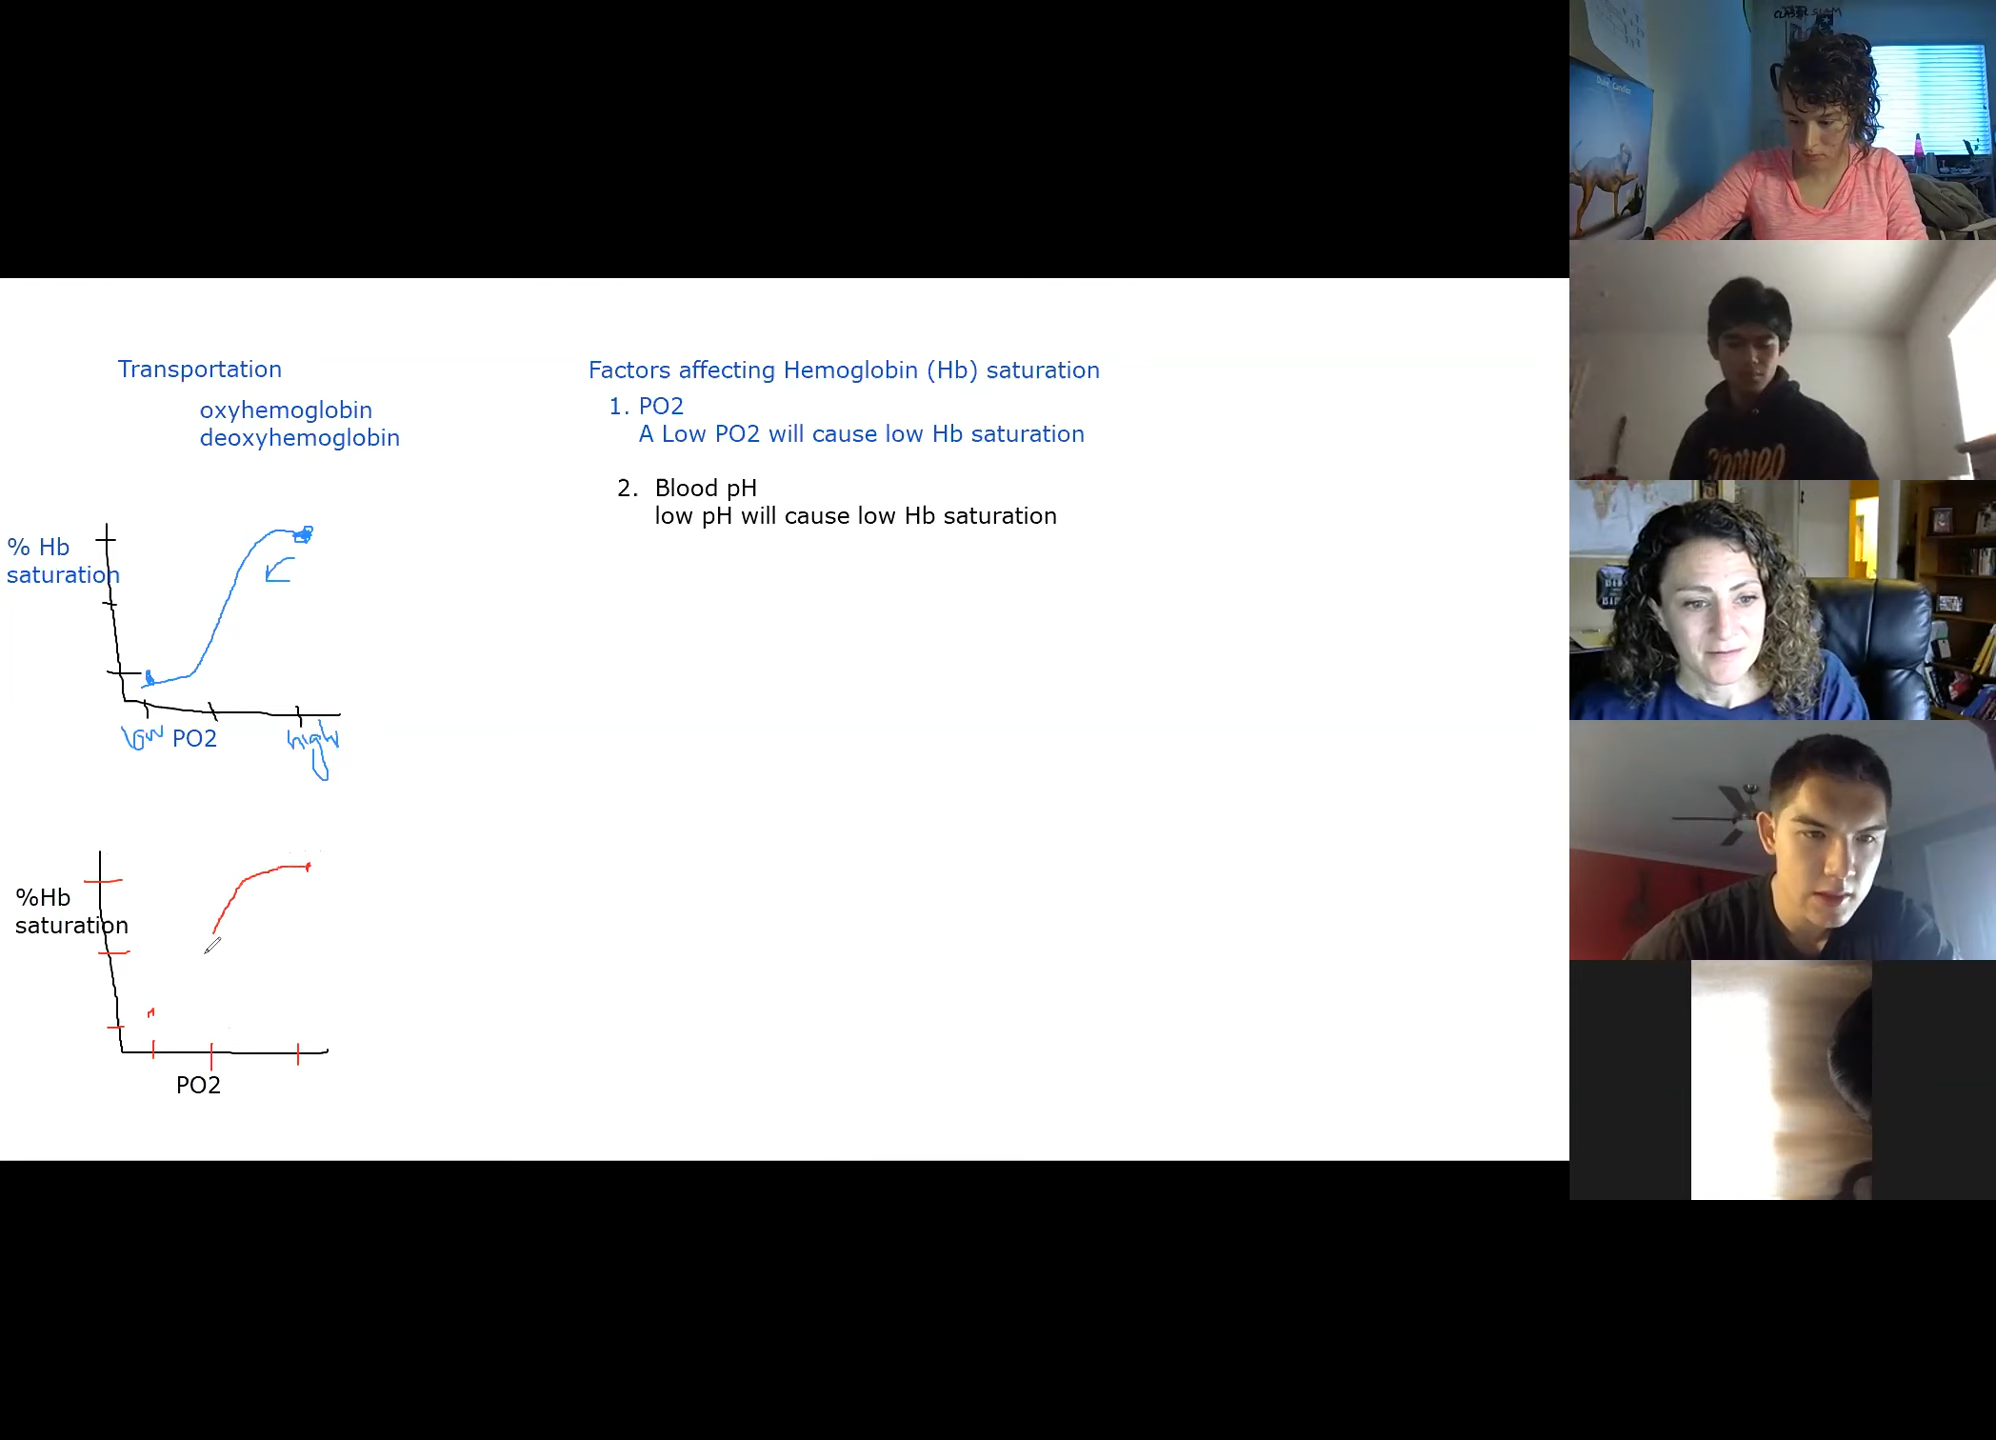 Transportation
oxyhemoglobin
deoxyhemoglobin
% Hb
saturation
low PO2 high
%Hb
saturation
PO2
Factors affecting Hemoglobin (Hb) saturation
1. PO2
A Low PO2 will cause low Hb saturation
2. Blood pH
low pH will cause low Hb saturation